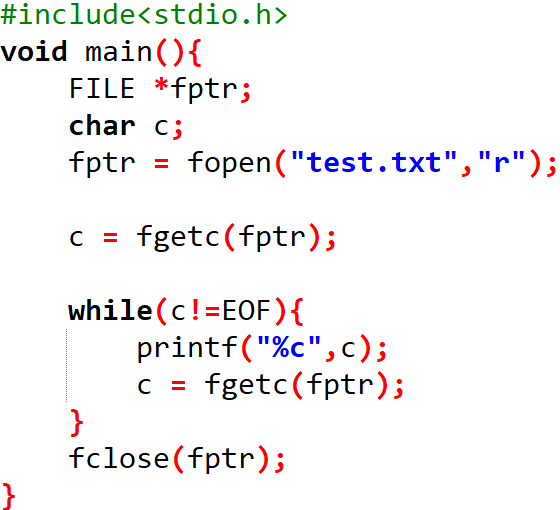 #include<stdio.h>
void main(){
    FILE *fptr;
    char c;
    fptr = fopen("test.txt","r");

    c = fgetc(fptr);

    while(c!=EOF){
        printf("%c",c);
        c = fgetc(fptr);
    }
    fclose(fptr);
}